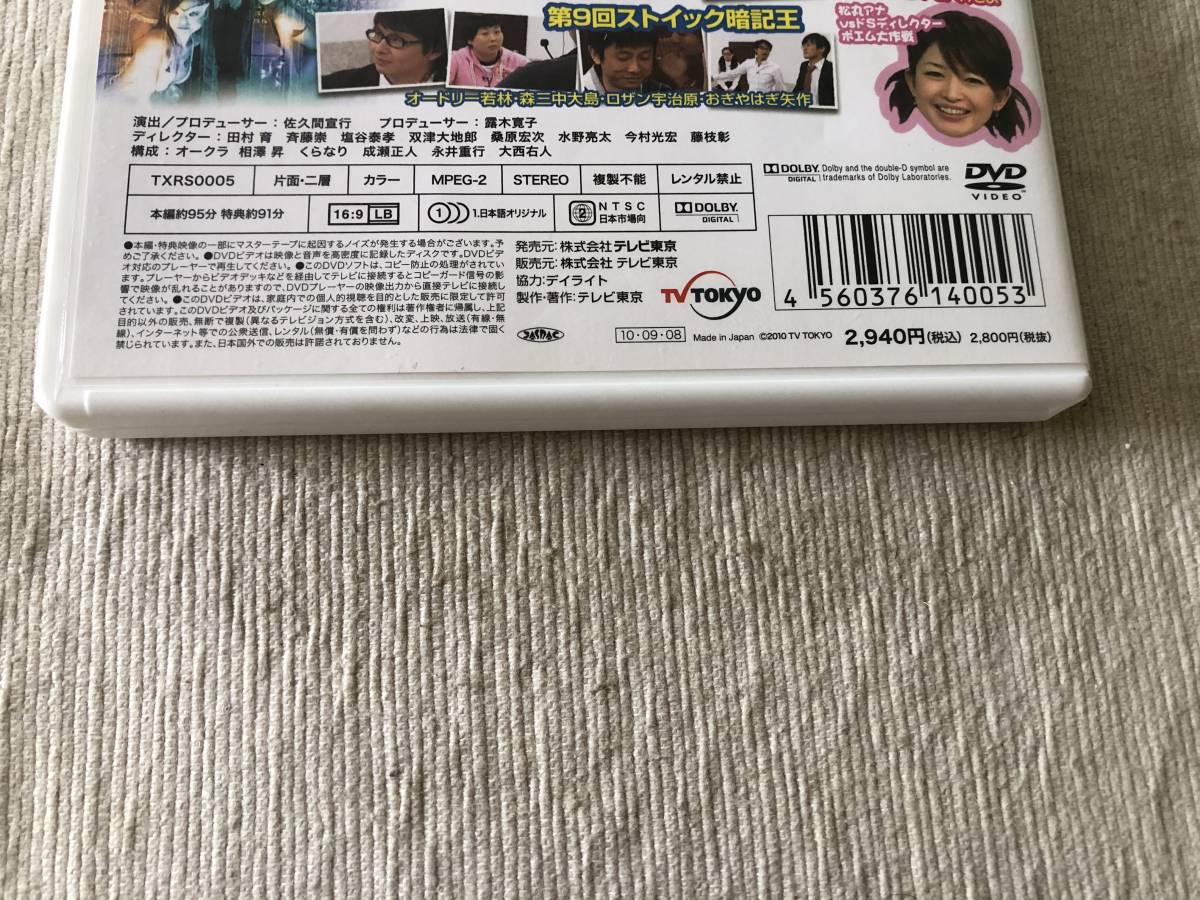 第9回ストイック暗記王
松丸アナ
VSドSディレクター
ポエム大作戦
オードリー若林・森三中大島・ロザン宇治原・おぎやはぎ矢作
演出/プロデューサー：佐久間宣行 プロデューサー：露木寛子
ディレクター：田村 育 斉藤崇 塩谷泰孝 双津大地郎 桑原宏次 水野亮太 今村光宏 藤枝彰
構成：オークラ 相澤 昇 くらなり 成瀬正人 永井重行 大西右人
TXRS0005 片面・二層 カラー MPEG-2 STEREO 複製不能 レンタル禁止
本編約95分 特典約91分 16:9 LB 1 1.日本語オリジナル 2 NTSC 日本市場向 DOLBY DIGITAL
DOLBY DIGITAL Dolby and the double-D symbol are
trademarks of Dolby Laboratories.
DVD
VIDEO
●本編・特典映像の一部にマスターテープに起因するノイズが発生する場合がございます。予
めご了承ください。●DVDビデオは映像と音声を高密度に記録したディスクです。DVDビデ
オ対応のプレーヤーで再生してください。●このDVDソフトは、コピー防止の処理がされてい
ます。プレーヤーからビデオデッキなどを経由してテレビに接続するとコピーガード信号の影
響で映像が乱れることがありますので、DVDプレーヤーの映像出力から直接テレビに接続し
てください。●このDVDビデオは、家庭内での個人的視聴を目的とした販売に限定して許可
されています。このDVDビデオ及びパッケージに関する全ての権利は著作権者に帰属し、上記
目的以外の販売、無断で複製(異なるテレビジョン方式を含む)、改変、上映、放送(有線・無
線)、インターネット等での公衆送信、レンタル(無償・有償を問わず)などの行為は法律で固く
禁じられています。また、日本国外での販売は許諾されておりません。
発売元：株式会社テレビ東京
販売元：株式会社 テレビ東京
協力：デイライト
製作・著作：テレビ東京
TV TOKYO
4 560376 140053
JASRAC
10・09・08 Made in Japan ©2010 TV TOKYO 2,940円(税込) 2,800円(税抜)